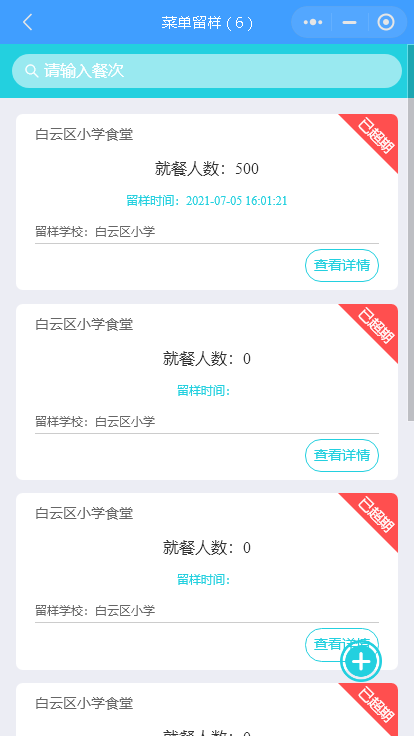 菜单留样 ( 6 )
请输入餐次
白云区小学食堂
已超期
就餐人数：500
留样时间：2021-07-05 16:01:21
留样学校：白云区小学
查看详情
白云区小学食堂
已超期
就餐人数：0
留样时间：
留样学校：白云区小学
查看详情
白云区小学食堂
已超期
就餐人数：0
留样时间：
留样学校：白云区小学
查看详情
白云区小学食堂
已超期
就餐人数：0